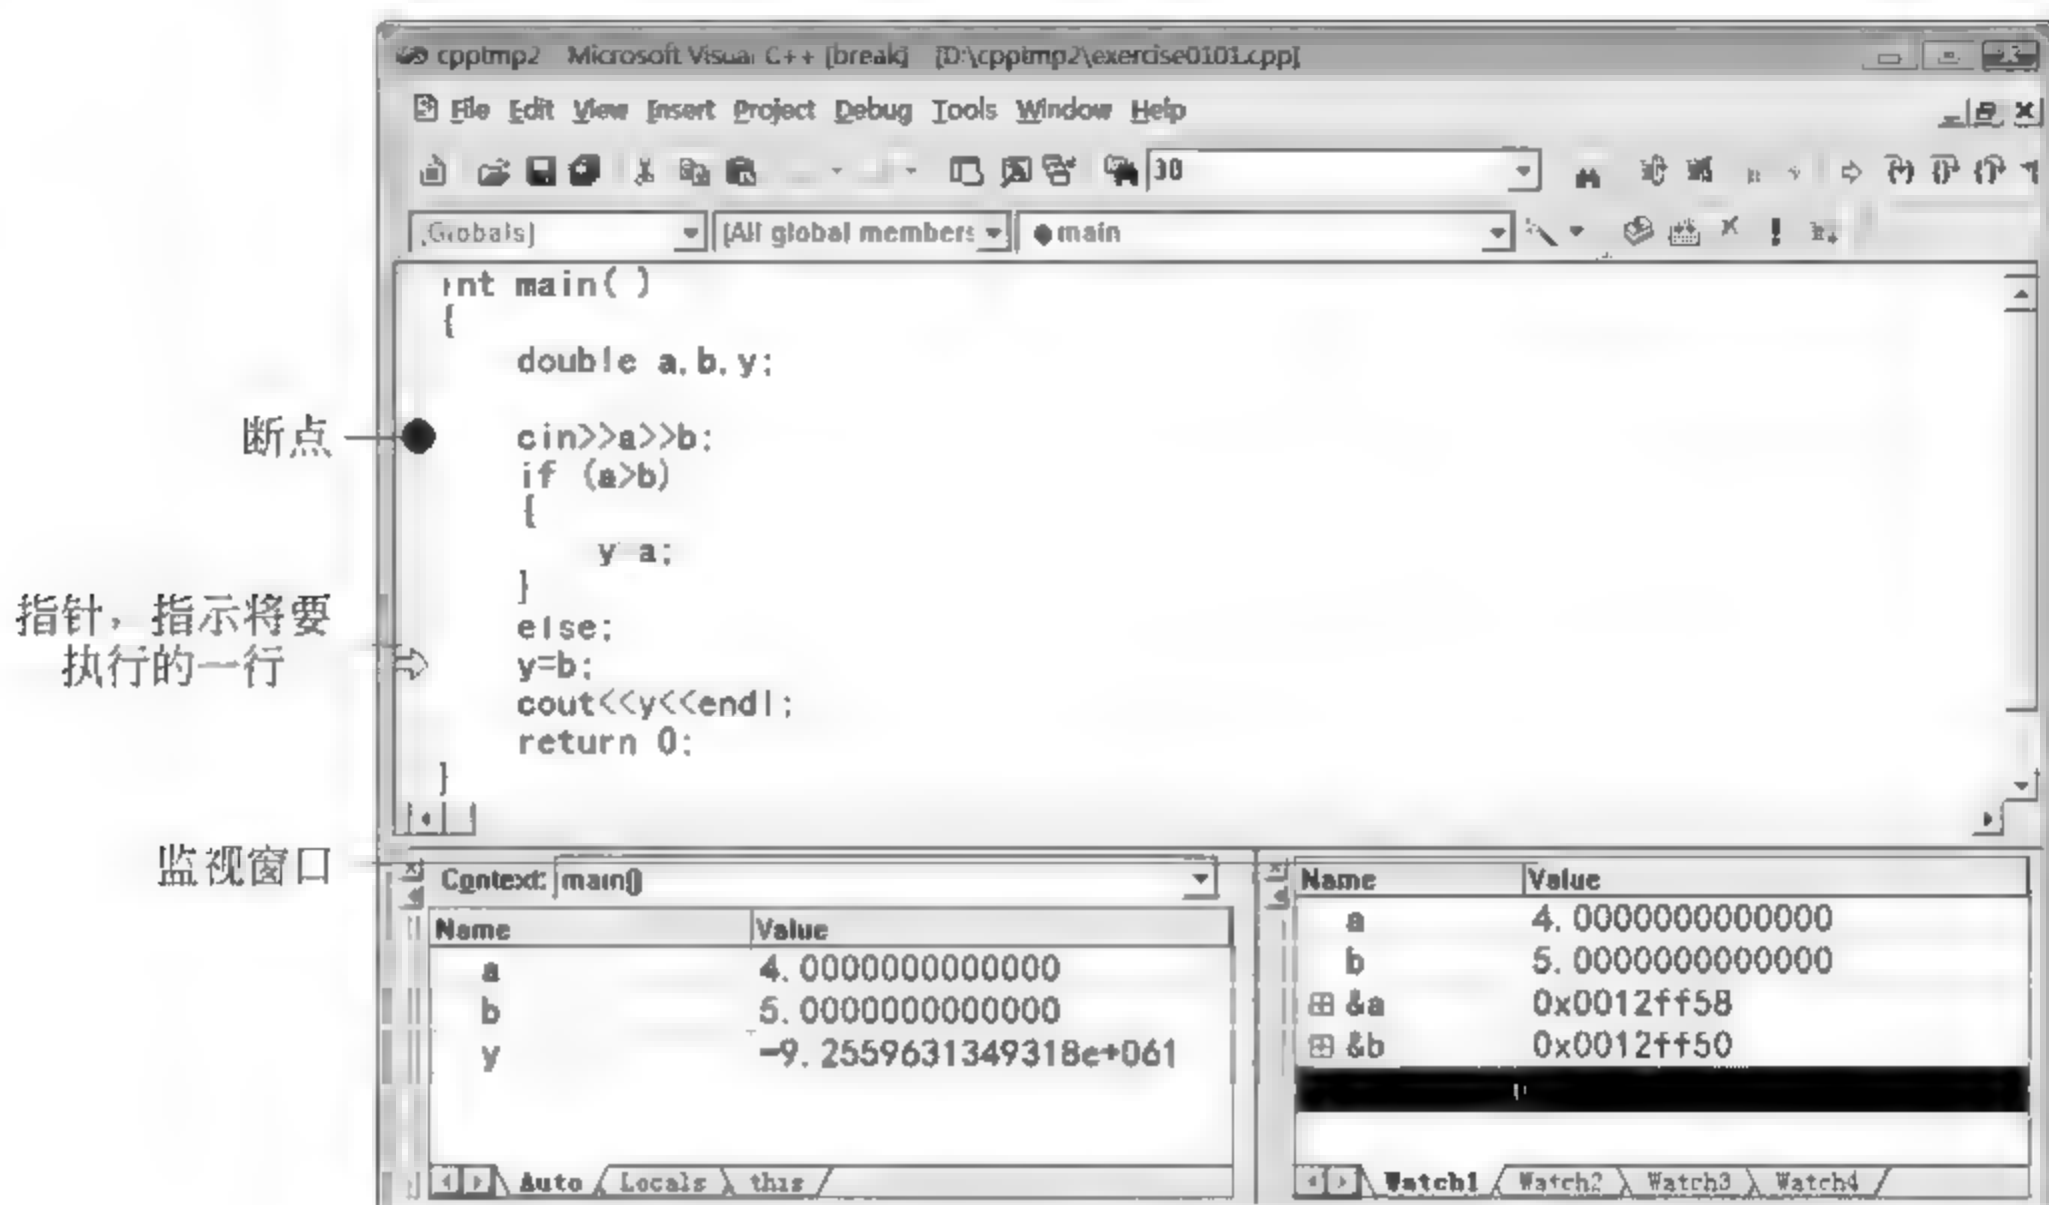 cpptmp2 Microsoft Visual C++ [break] [D:\cpptmp2\exercise0101.cpp]
File Edit View Insert Project Debug Tools Window Help
30
(Globals) (All global members main
int main( )
{
double a,b,y;
断点
cin>>a>>b;
if (a>b)
{
y=a;
}
else;
指针，指示将要
执行的一行
y=b;
cout<<y<<endl;
return 0;
}
监视窗口
Context: main()
Name Value
a 4.0000000000000
b 5.0000000000000
y -9.2559631349318e+061
Auto Locals this
Name Value
a 4.0000000000000
b 5.0000000000000
&a 0x0012ff58
&b 0x0012ff50
Watch1 Watch2 Watch3 Watch4